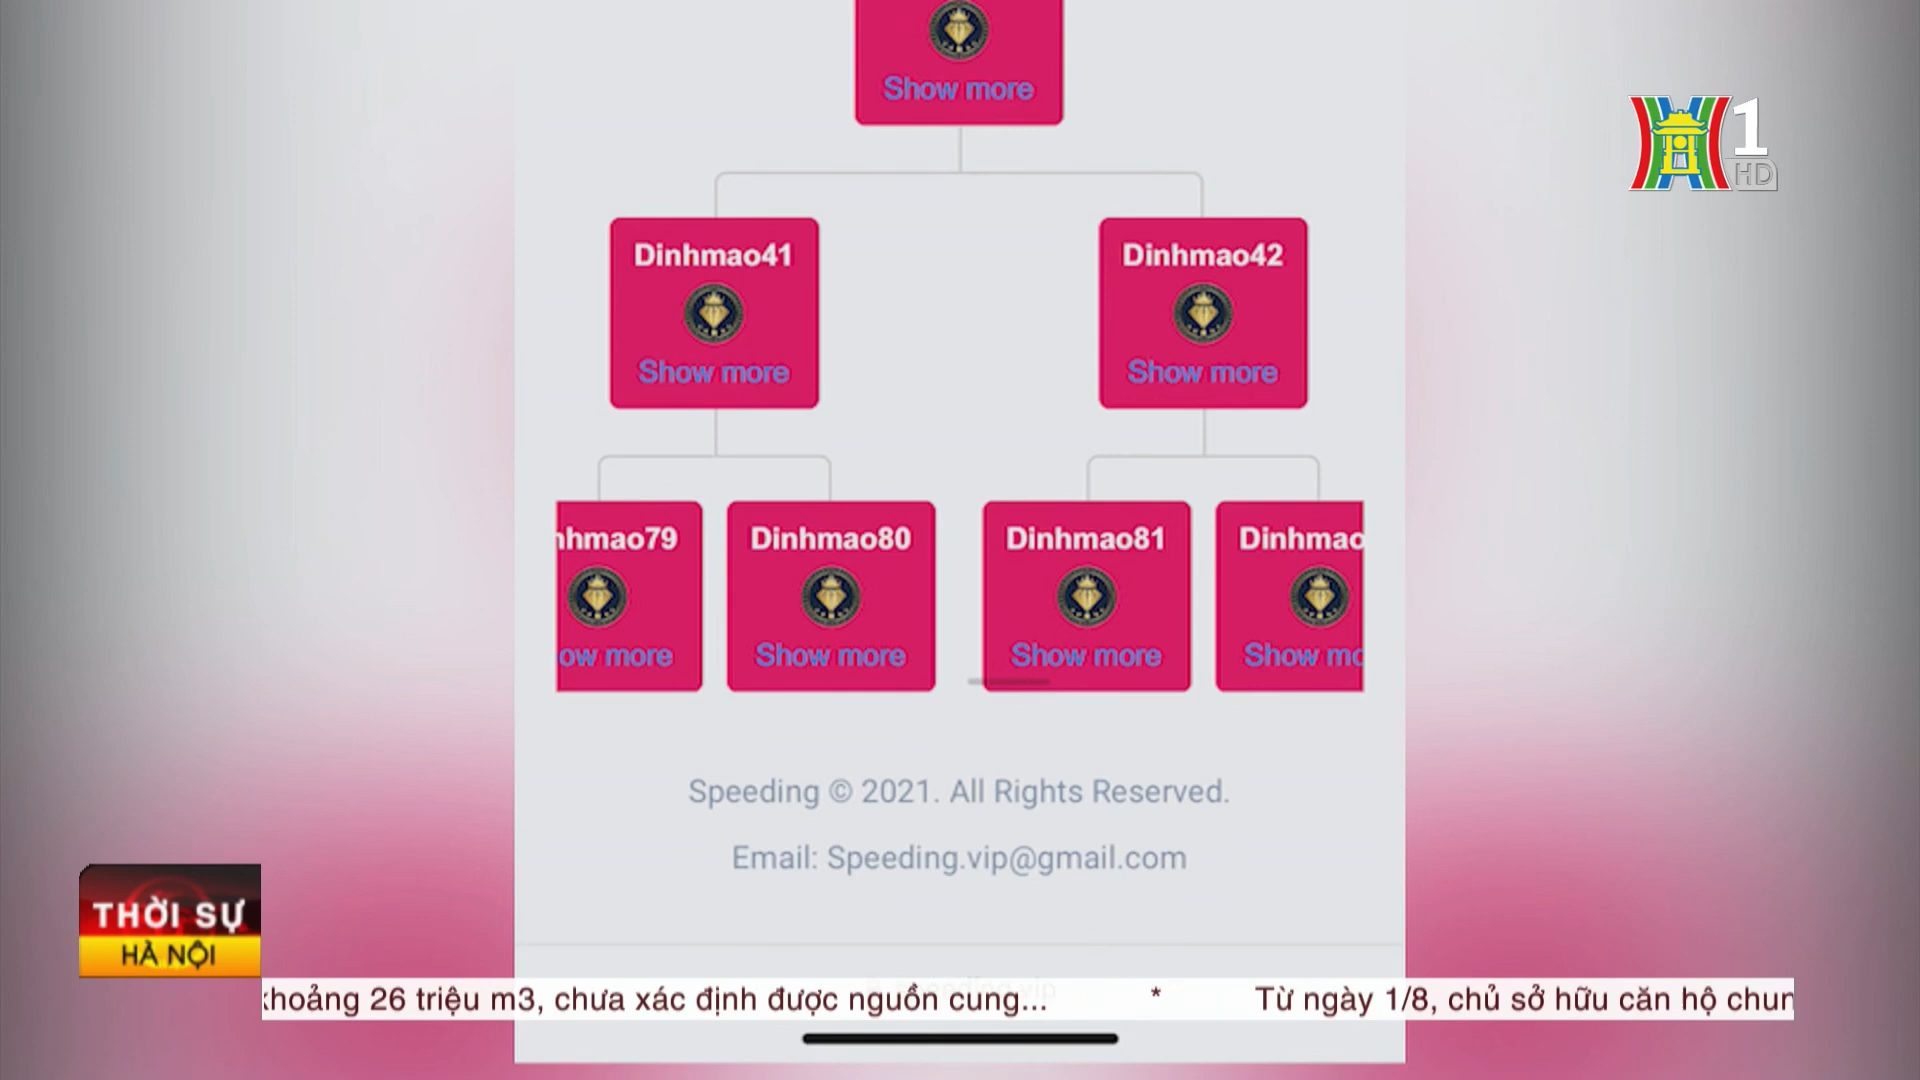 Show more
1
HD
Dinhmao41
Dinhmao42
Show more
Show more
nhmao79
Dinhmao80
Dinhmao81
Dinhmao
ow more
Show more
Show more
Show mo
Speeding © 2021. All Rights Reserved.
Email: Speeding.vip@gmail.com
THỜI SỰ
HÀ NỘI
khoảng 26 triệu m3, chưa xác định được nguồn cung... * Từ ngày 1/8, chủ sở hữu căn hộ chun